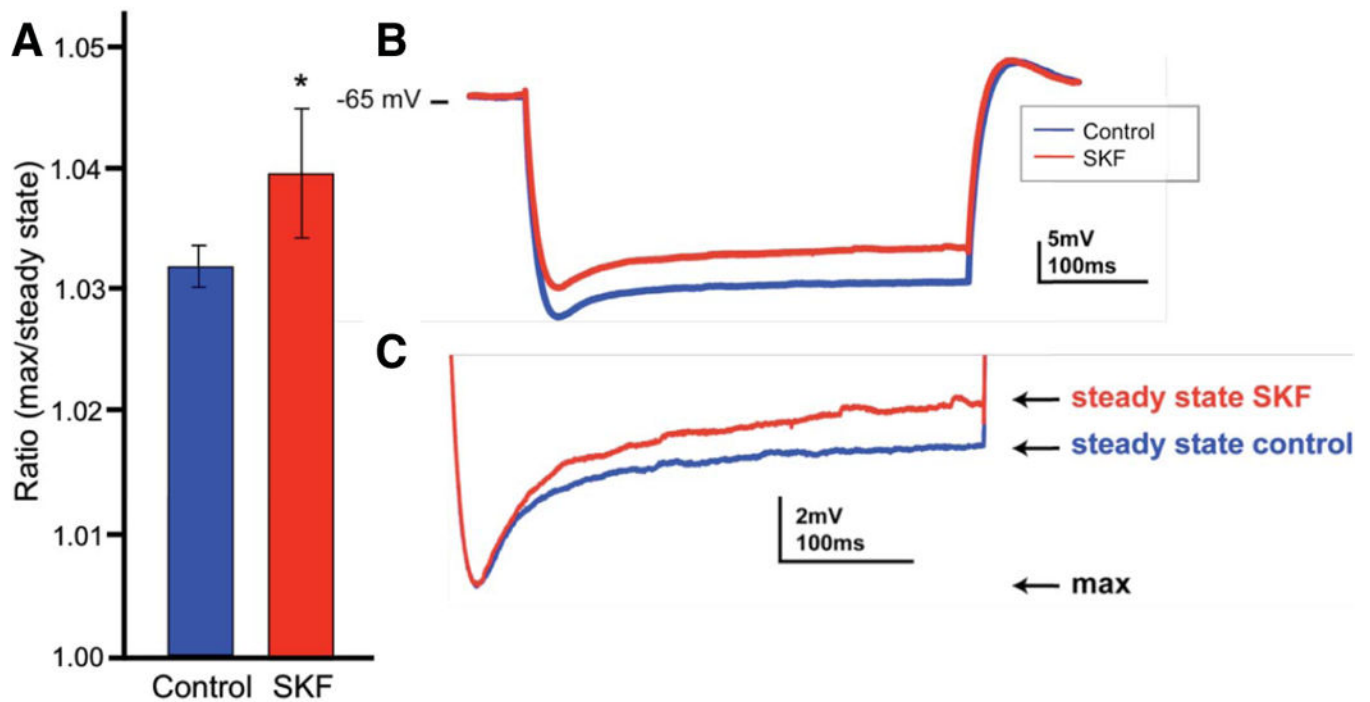 A
B
Ratio (max/steady state)
1.05
1.04
1.03
1.02
1.01
1.00
*
Control SKF
-65 mV
Control
SKF
5mV
100ms
C
steady state SKF
steady state control
2mV
100ms
max